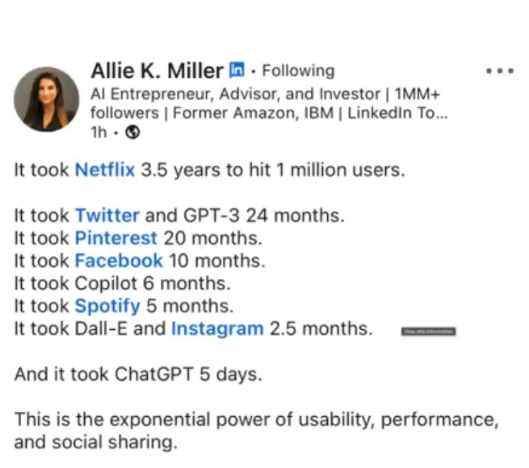 Allie K. Miller in • Following
AI Entrepreneur, Advisor, and Investor | 1MM+
followers | Former Amazon, IBM | LinkedIn To...
1h •
It took Netflix 3.5 years to hit 1 million users.
It took Twitter and GPT-3 24 months.
It took Pinterest 20 months.
It took Facebook 10 months.
It took Copilot 6 months.
It took Spotify 5 months.
It took Dall-E and Instagram 2.5 months.
And it took ChatGPT 5 days.
This is the exponential power of usability, performance,
and social sharing.